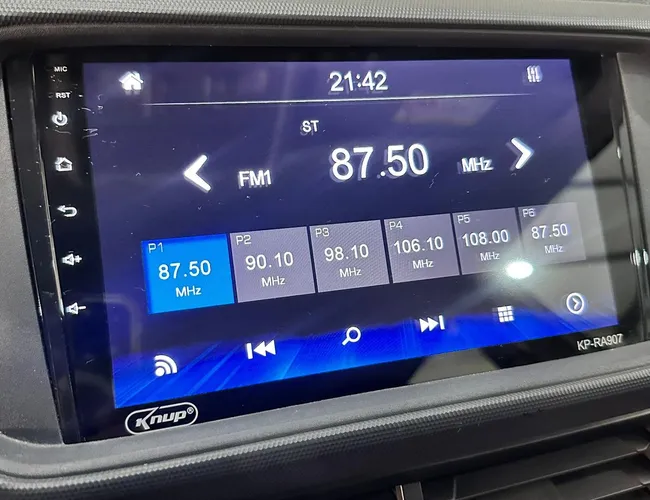 MIC
21:42
RST
ST
FM1
87.50
MHz
P1
87.50
MHz
P2
90.10
MHz
P3
98.10
MHz
P4
106.10
MHz
P5
108.00
MHz
P6
87.50
MHz
KP-RA907
Knup®